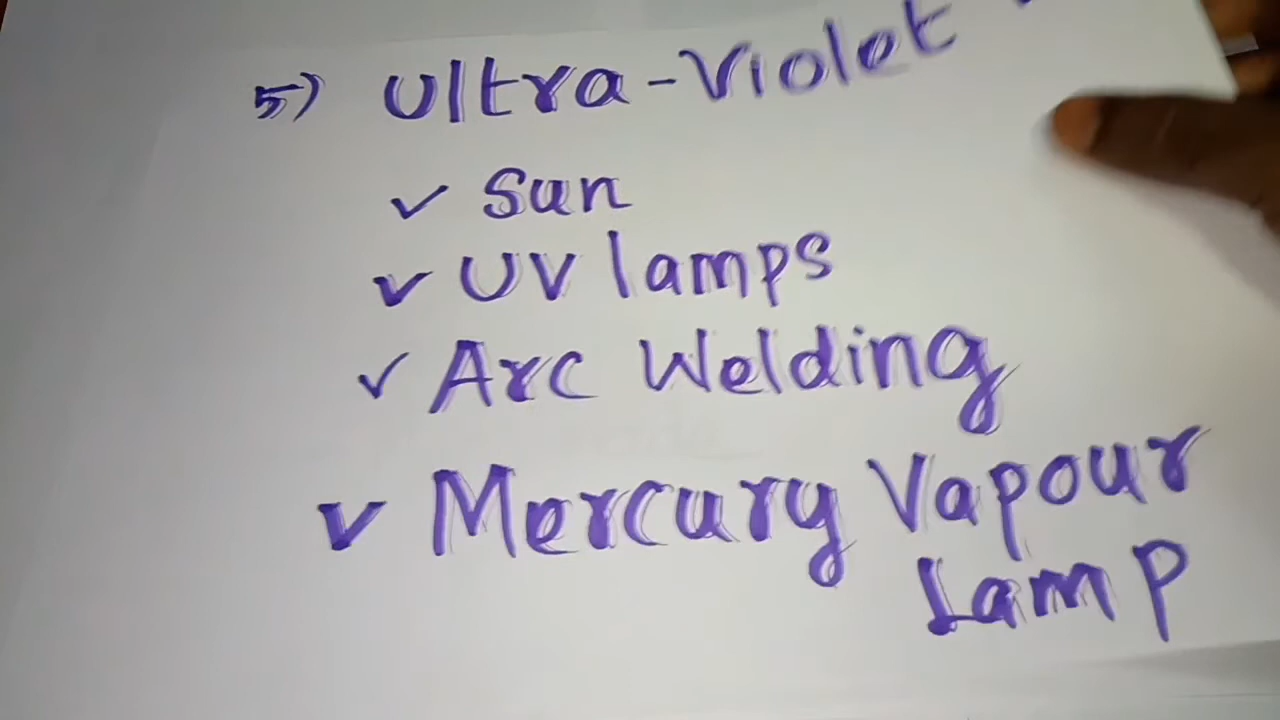 5) Ultra-Violet
✓ Sun
✓ UV lamps
✓ Arc Welding
✓ Mercury Vapour
Lamp